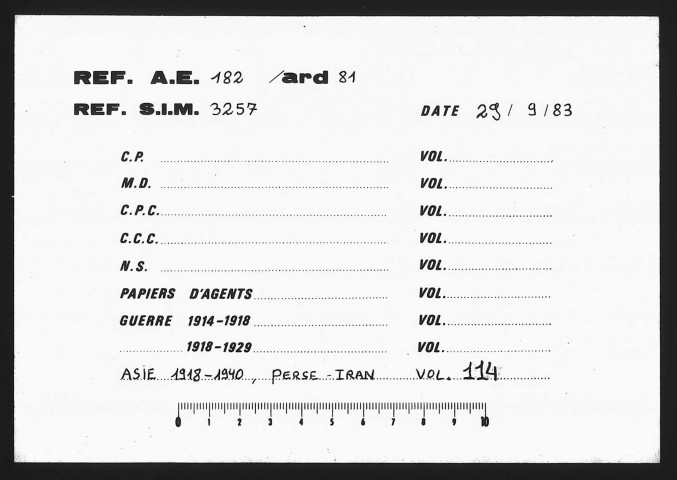 REF. A.E. 182 /ard 81
REF. S.I.M. 3257 DATE 29 / 9 / 83
C.P. VOL.
M.D. VOL.
C.P.C. VOL.
C.C.C. VOL.
N.S. VOL.
PAPIERS D'AGENTS VOL.
GUERRE 1914-1918 VOL.
1918-1929 VOL.
ASIE 1918-1940, PERSE-IRAN VOL. 114
0 1 2 3 4 5 6 7 8 9 10